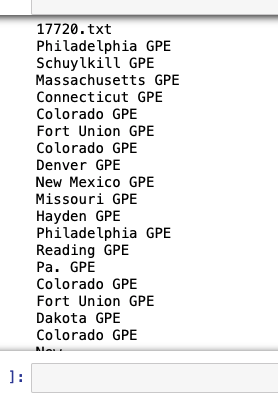 17720.txt
Philadelphia GPE
Schuylkill GPE
Massachusetts GPE
Connecticut GPE
Colorado GPE
Fort Union GPE
Colorado GPE
Denver GPE
New Mexico GPE
Missouri GPE
Hayden GPE
Philadelphia GPE
Reading GPE
Pa. GPE
Colorado GPE
Fort Union GPE
Dakota GPE
Colorado GPE
New
]: